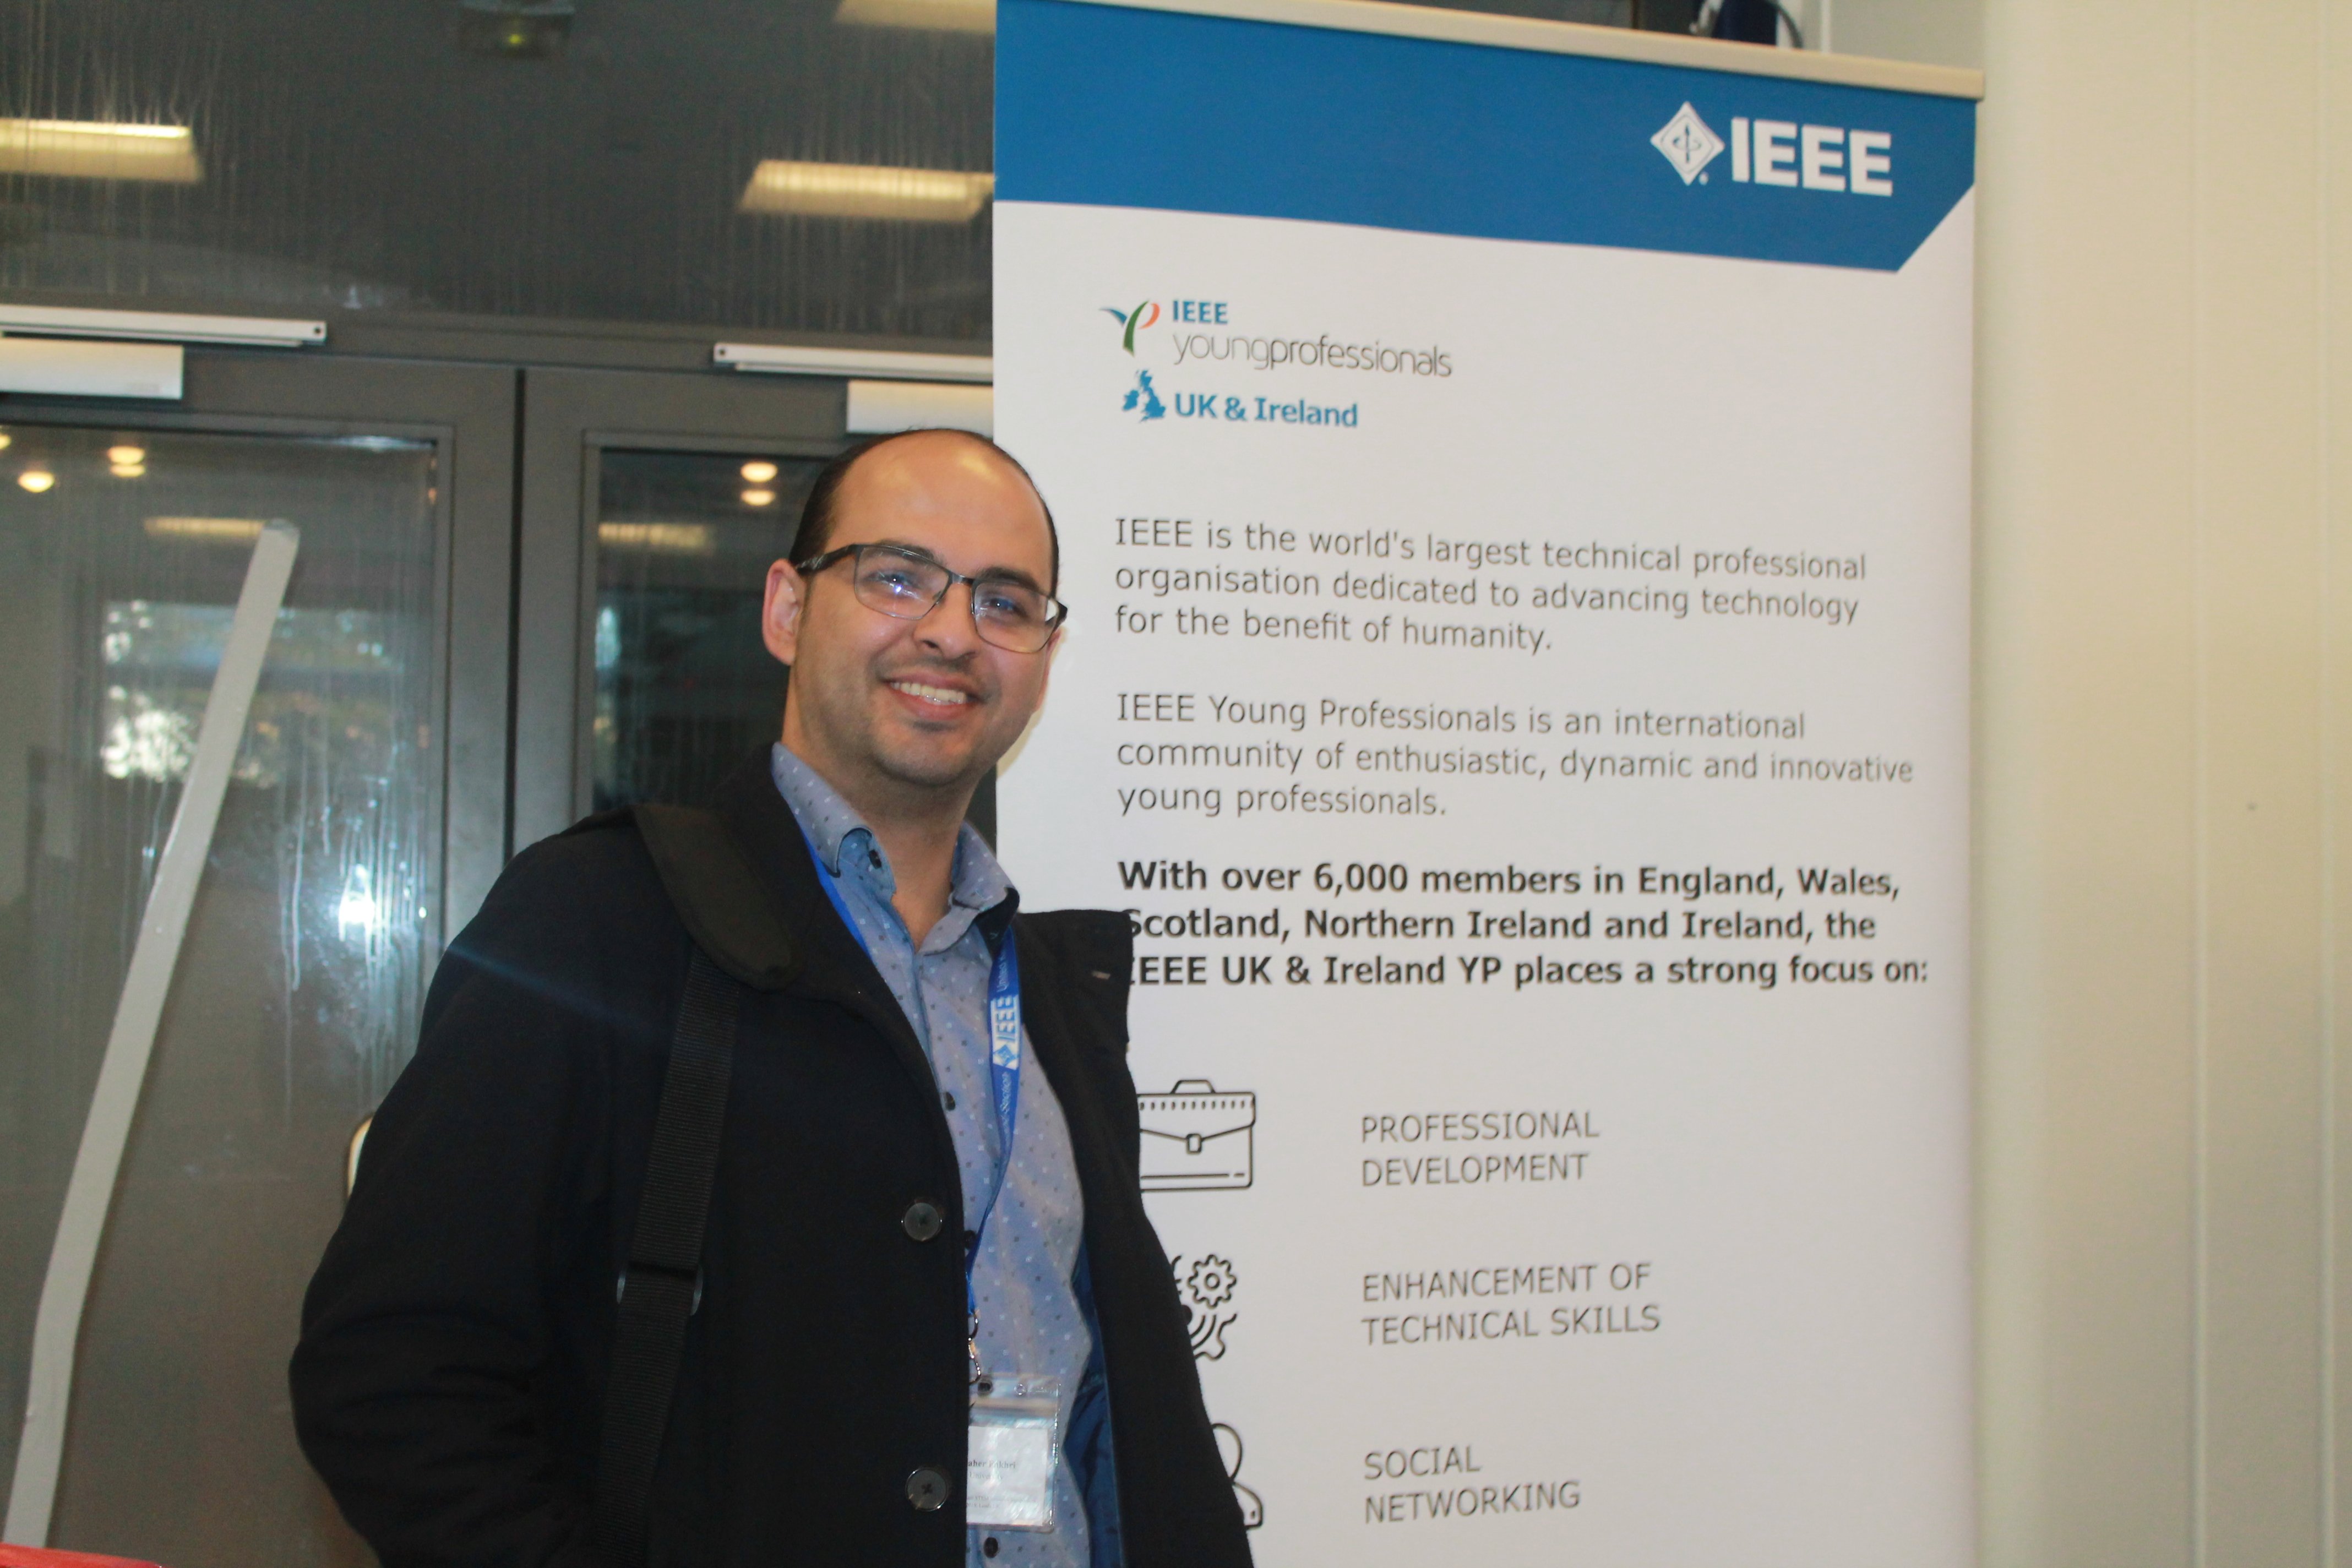 IEEE
IEEE
youngprofessionals
UK & Ireland
IEEE is the world's largest technical professional
organisation dedicated to advancing technology
for the benefit of humanity.
IEEE Young Professionals is an international
community of enthusiastic, dynamic and innovative
young professionals.
With over 6,000 members in England, Wales,
Scotland, Northern Ireland and Ireland, the
IEEE UK & Ireland YP places a strong focus on:
PROFESSIONAL
DEVELOPMENT
ENHANCEMENT OF
TECHNICAL SKILLS
SOCIAL
NETWORKING
IEEE